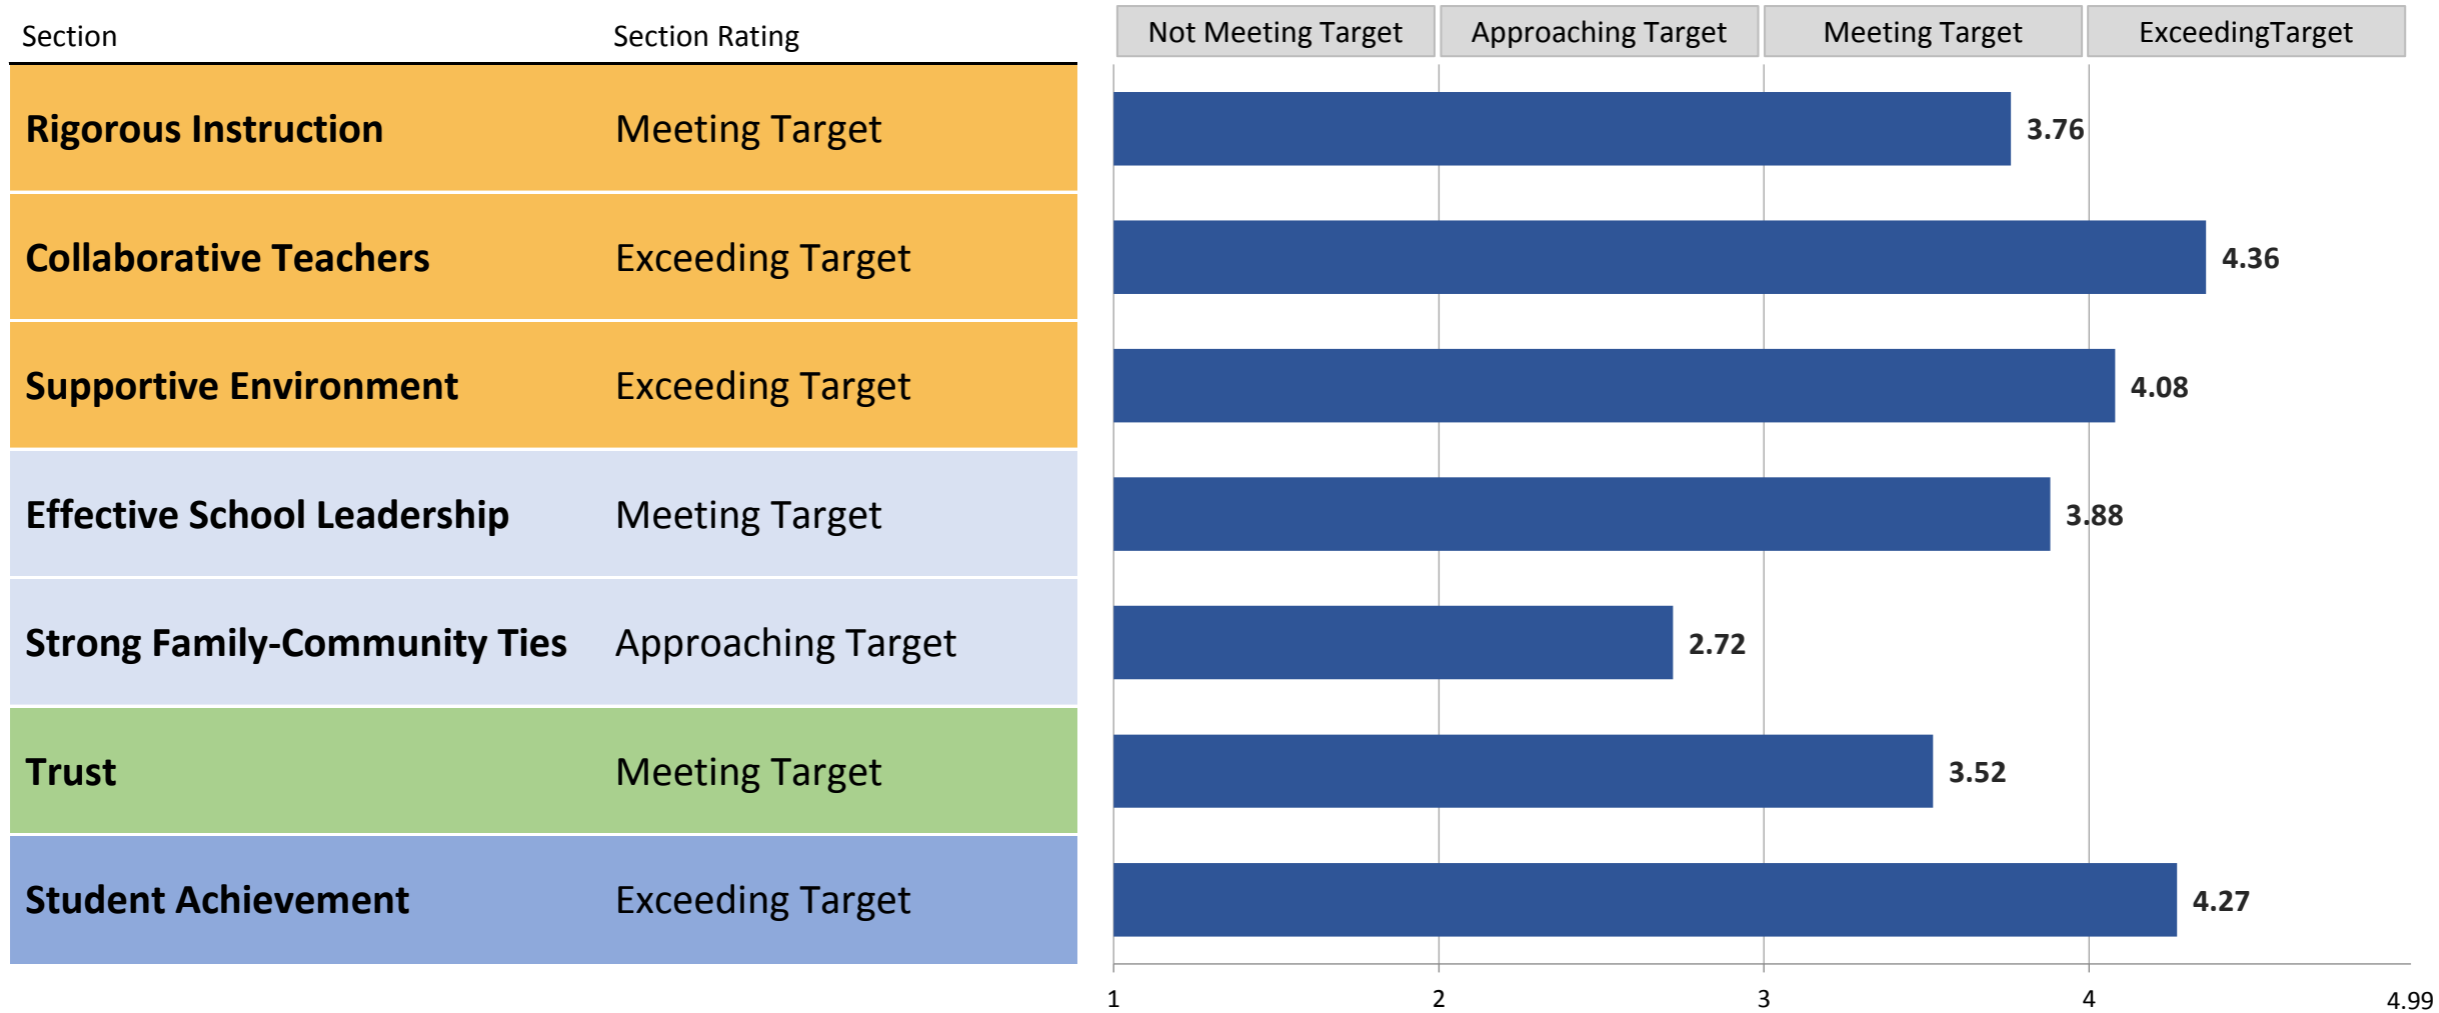 Section Section Rating Not Meeting Target Approaching Target Meeting Target ExceedingTarget
Rigorous Instruction Meeting Target 3.76
Collaborative Teachers Exceeding Target 4.36
Supportive Environment Exceeding Target 4.08
Effective School Leadership Meeting Target 3.88
Strong Family-Community Ties Approaching Target 2.72
Trust Meeting Target 3.52
Student Achievement Exceeding Target 4.27
1 2 3 4 4.99